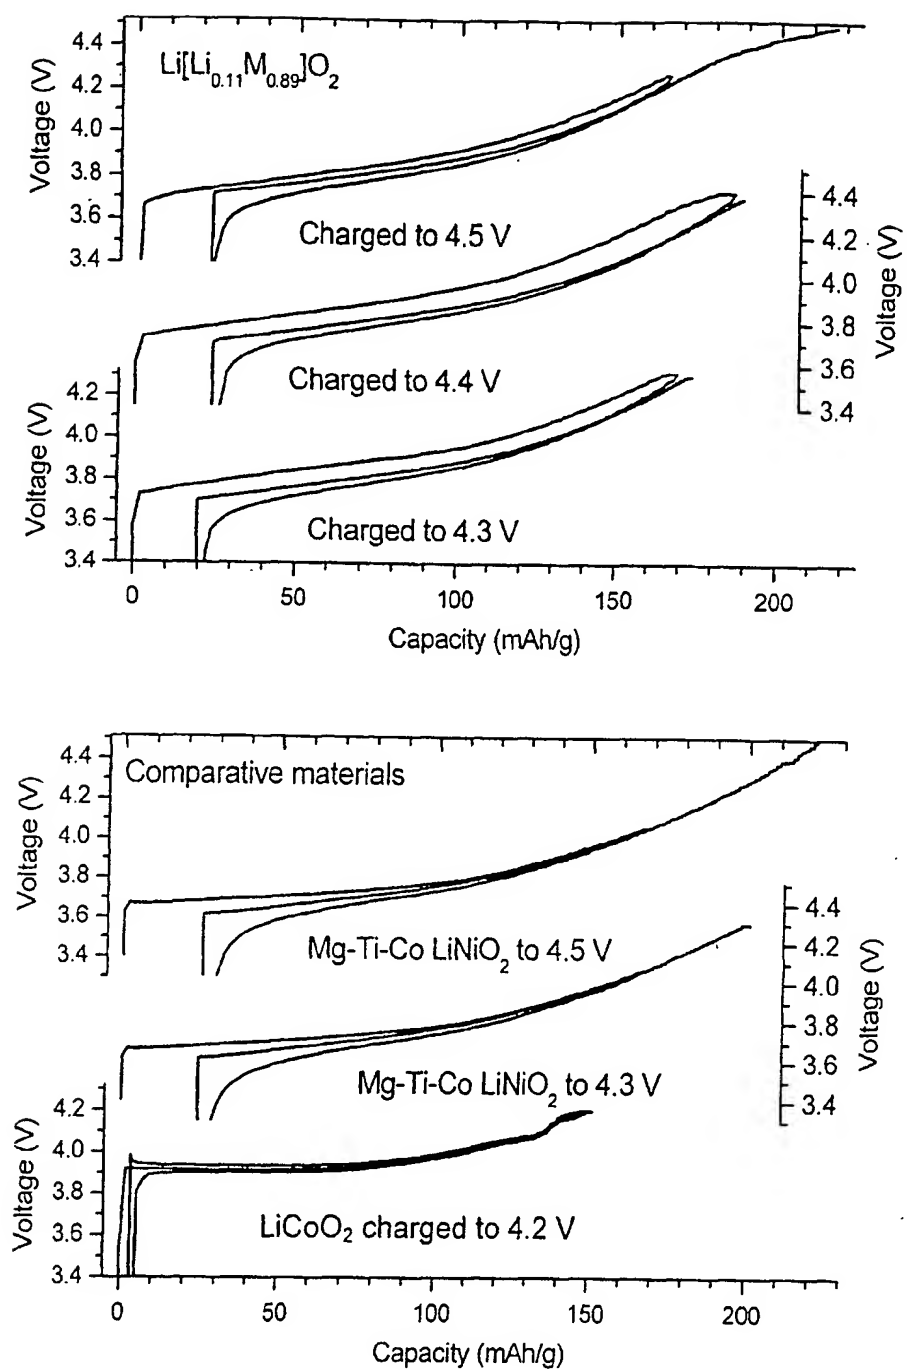 Li[Li0.11M0.89]O2
Voltage (V)
4.4
4.2
4.0
3.8
3.6
3.4
Charged to 4.5 V
4.4
4.2
4.0
3.8
3.6
3.4
Voltage (V)
Charged to 4.4 V
Voltage (V)
4.2
4.0
3.8
3.6
3.4
Charged to 4.3 V
0 50 100 150 200
Capacity (mAh/g)
Comparative materials
Voltage (V)
4.4
4.2
4.0
3.8
3.6
3.4
Mg-Ti-Co LiNiO2 to 4.5 V
4.4
4.2
4.0
3.8
3.6
3.4
Voltage (V)
Mg-Ti-Co LiNiO2 to 4.3 V
Voltage (V)
4.2
4.0
3.8
3.6
3.4
LiCoO2 charged to 4.2 V
0 50 100 150 200
Capacity (mAh/g)